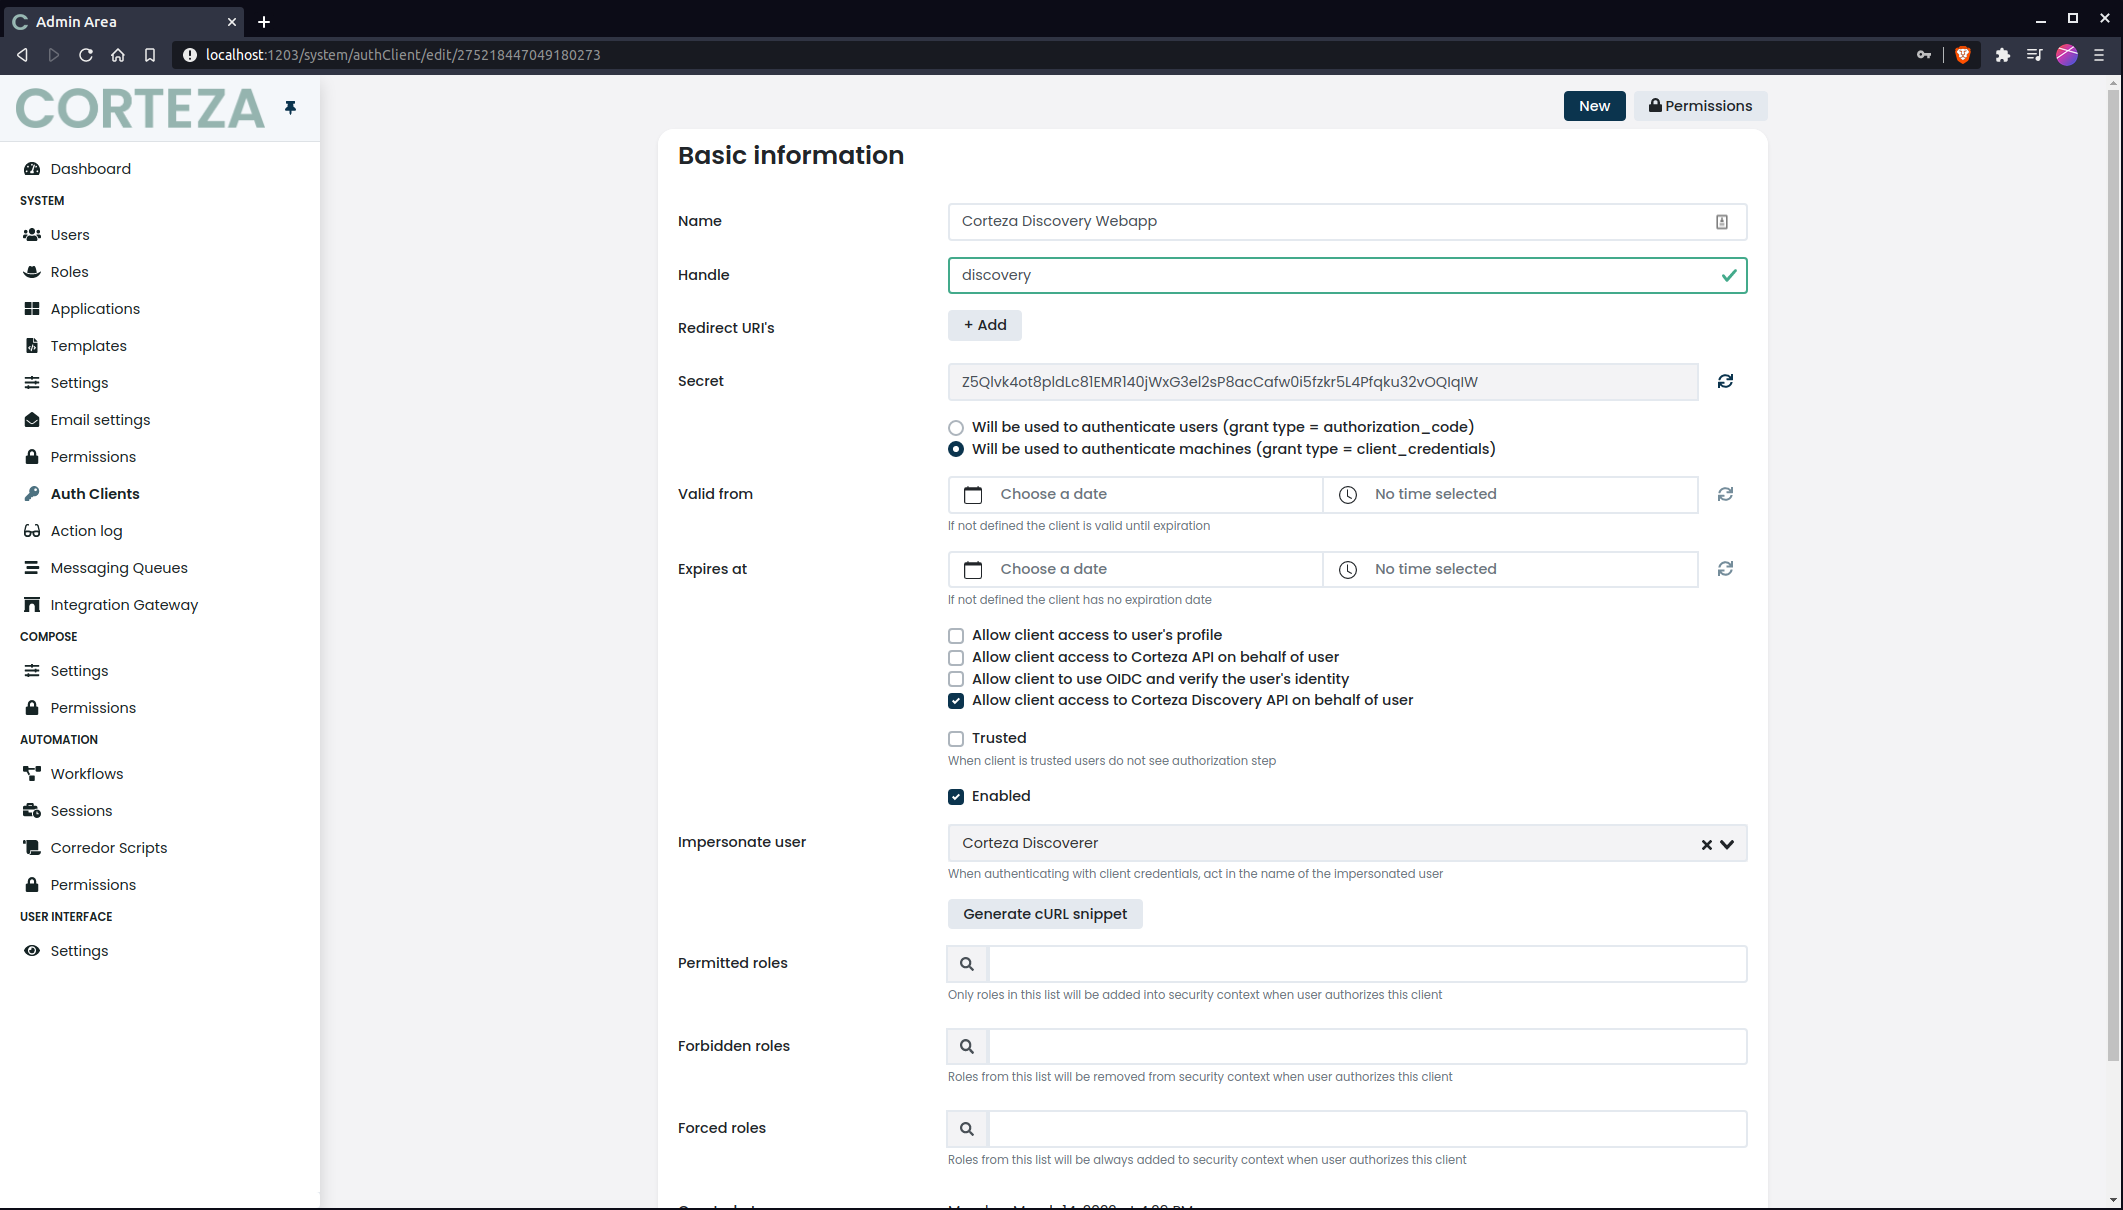 Admin Area
localhost:1203/system/authClient/edit/275218447049180273
CORTEZA
New
Permissions
Dashboard
SYSTEM
Users
Roles
Applications
Templates
Settings
Email settings
Permissions
Auth Clients
Action log
Messaging Queues
Integration Gateway
COMPOSE
Settings
Permissions
AUTOMATION
Workflows
Sessions
Corredor Scripts
Permissions
USER INTERFACE
Settings
Basic information
Name
Corteza Discovery Webapp
Handle
discovery
Redirect URI's
+ Add
Secret
Z5Qlvk4ot8pldLc81EMR140jWxG3el2sP8acCafw0i5fzkr5L4Pfqku32vOQIqIW
Will be used to authenticate users (grant type = authorization_code)
Will be used to authenticate machines (grant type = client_credentials)
Valid from
Choose a date
No time selected
If not defined the client is valid until expiration
Expires at
Choose a date
No time selected
If not defined the client has no expiration date
Allow client access to user's profile
Allow client access to Corteza API on behalf of user
Allow client to use OIDC and verify the user's identity
Allow client access to Corteza Discovery API on behalf of user
Trusted
When client is trusted users do not see authorization step
Enabled
Impersonate user
Corteza Discoverer
When authenticating with client credentials, act in the name of the impersonated user
Generate cURL snippet
Permitted roles
Only roles in this list will be added into security context when user authorizes this client
Forbidden roles
Roles from this list will be removed from security context when user authorizes this client
Forced roles
Roles from this list will be always added to security context when user authorizes this client